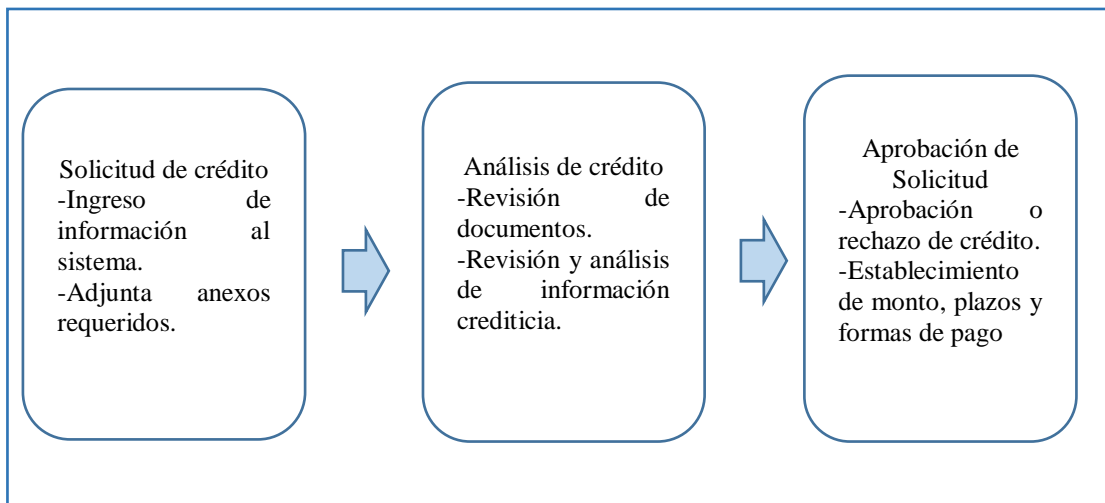 Solicitud de crédito
-Ingreso de
información al
sistema.
-Adjunta anexos
requeridos.
Análisis de crédito
-Revisión de
documentos.
-Revisión y análisis
de información
crediticia.
Aprobación de
Solicitud
-Aprobación o
rechazo de crédito.
-Establecimiento
de monto, plazos y
formas de pago